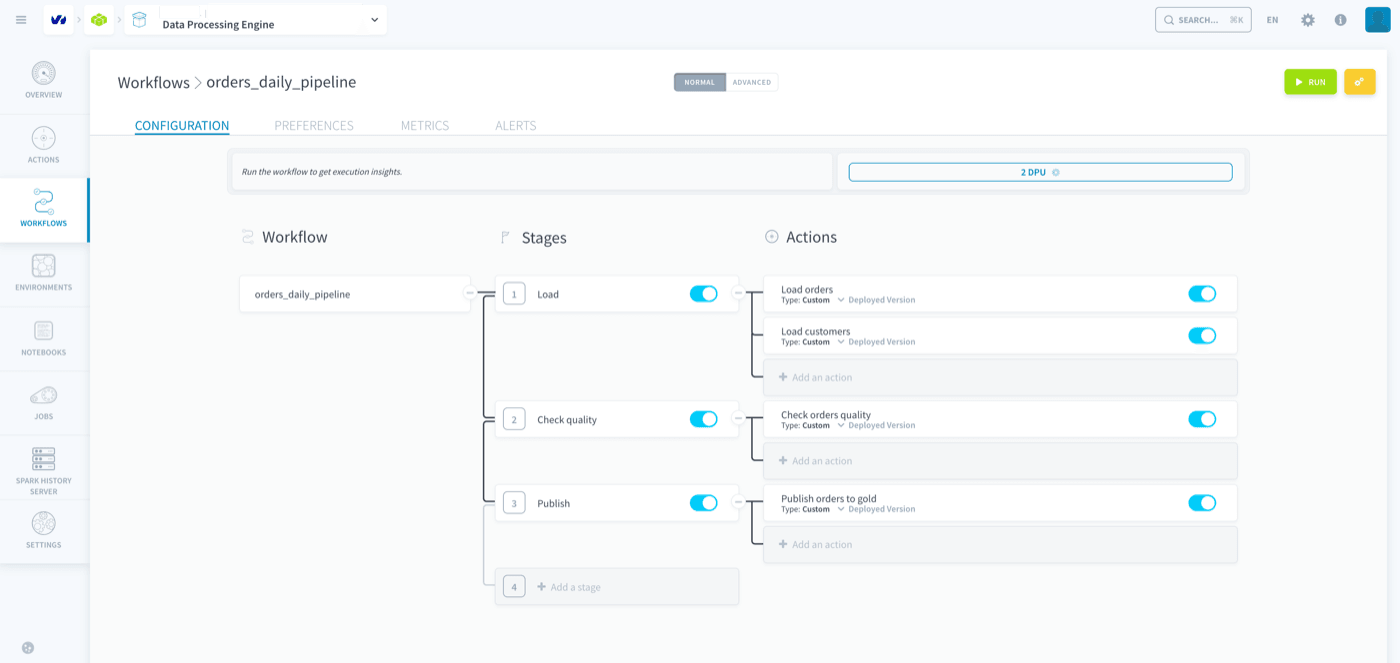 Data Processing Engine
SEARCH... ⌘K
EN
OVERVIEW
ACTIONS
WORKFLOWS
ENVIRONMENTS
NOTEBOOKS
JOBS
SPARK HISTORY
SERVER
SETTINGS
Workflows > orders_daily_pipeline
NORMAL ADVANCED
RUN
CONFIGURATION PREFERENCES METRICS ALERTS
Run the workflow to get execution insights.
2 DPU
Workflow Stages Actions
orders_daily_pipeline
1 Load
Load orders
Type: Custom Deployed Version
Load customers
Type: Custom Deployed Version
+ Add an action
2 Check quality
Check orders quality
Type: Custom Deployed Version
+ Add an action
3 Publish
Publish orders to gold
Type: Custom Deployed Version
+ Add an action
4 + Add a stage